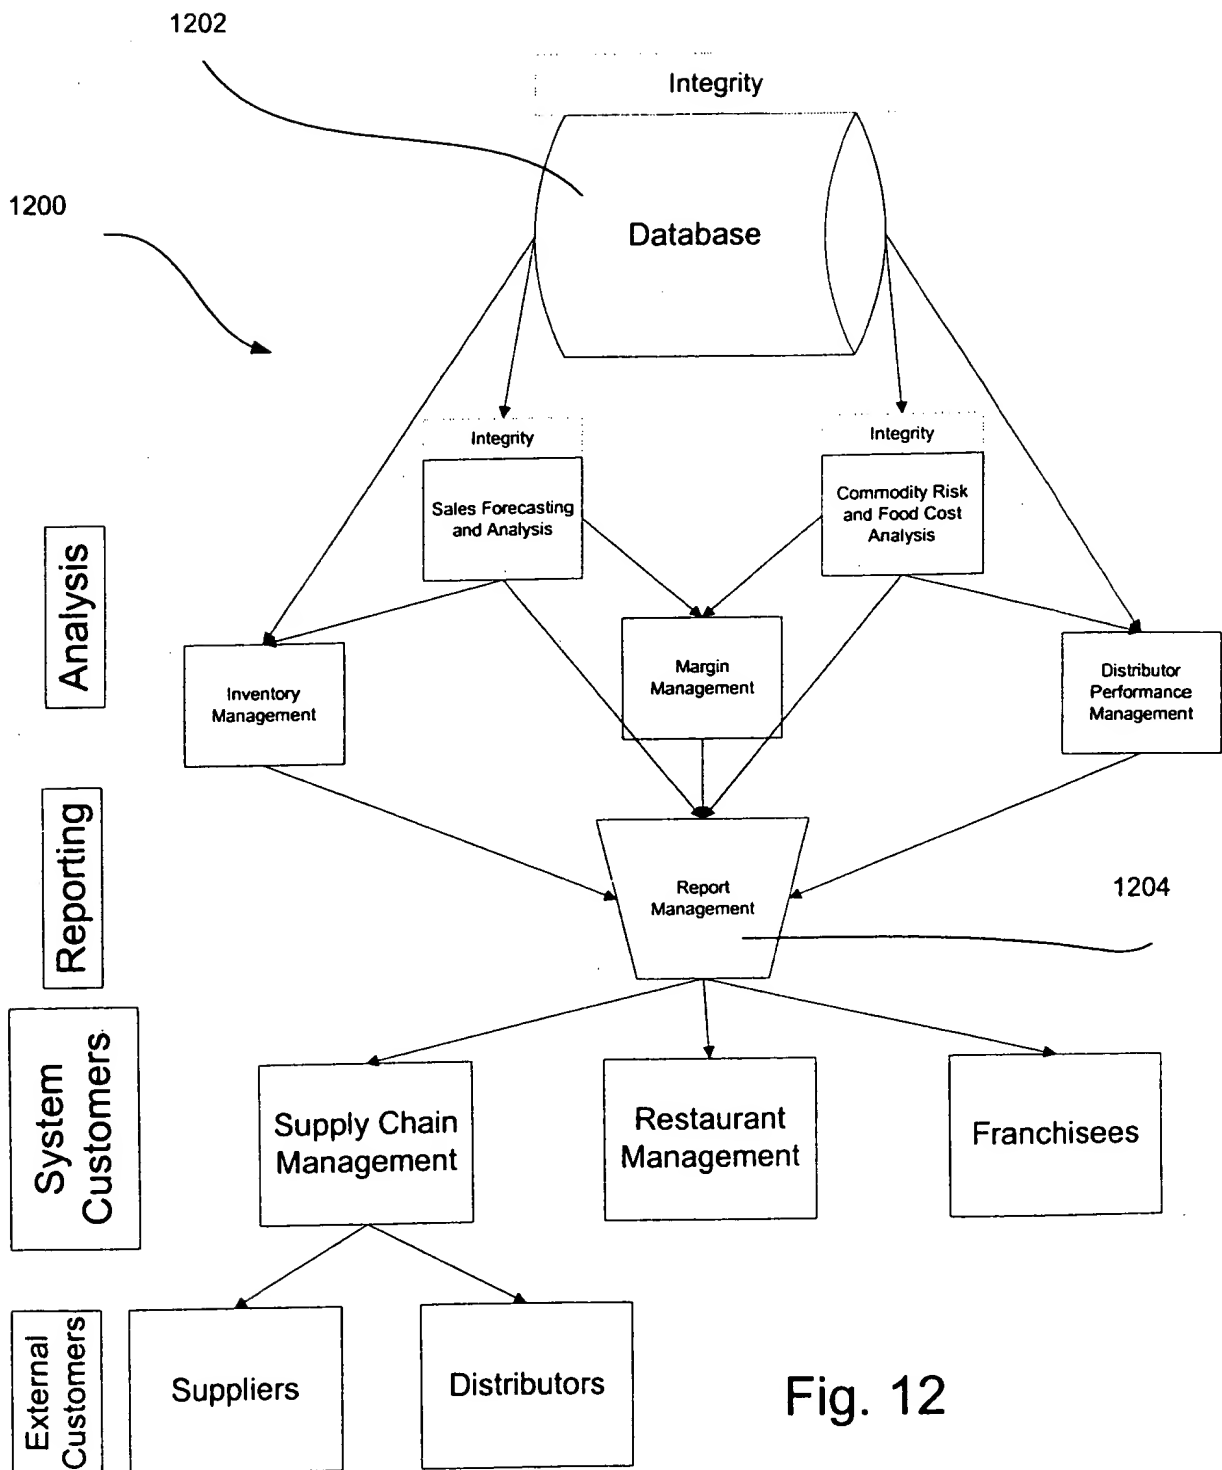 1202
Integrity
1200
Database
Integrity
Integrity
Sales Forecasting
and Analysis
Commodity Risk
and Food Cost
Analysis
Analysis
Inventory
Management
Margin
Management
Distributor
Performance
Management
Reporting
Report
Management
1204
System
Customers
Supply Chain
Management
Restaurant
Management
Franchisees
External
Customers
Suppliers
Distributors
Fig. 12